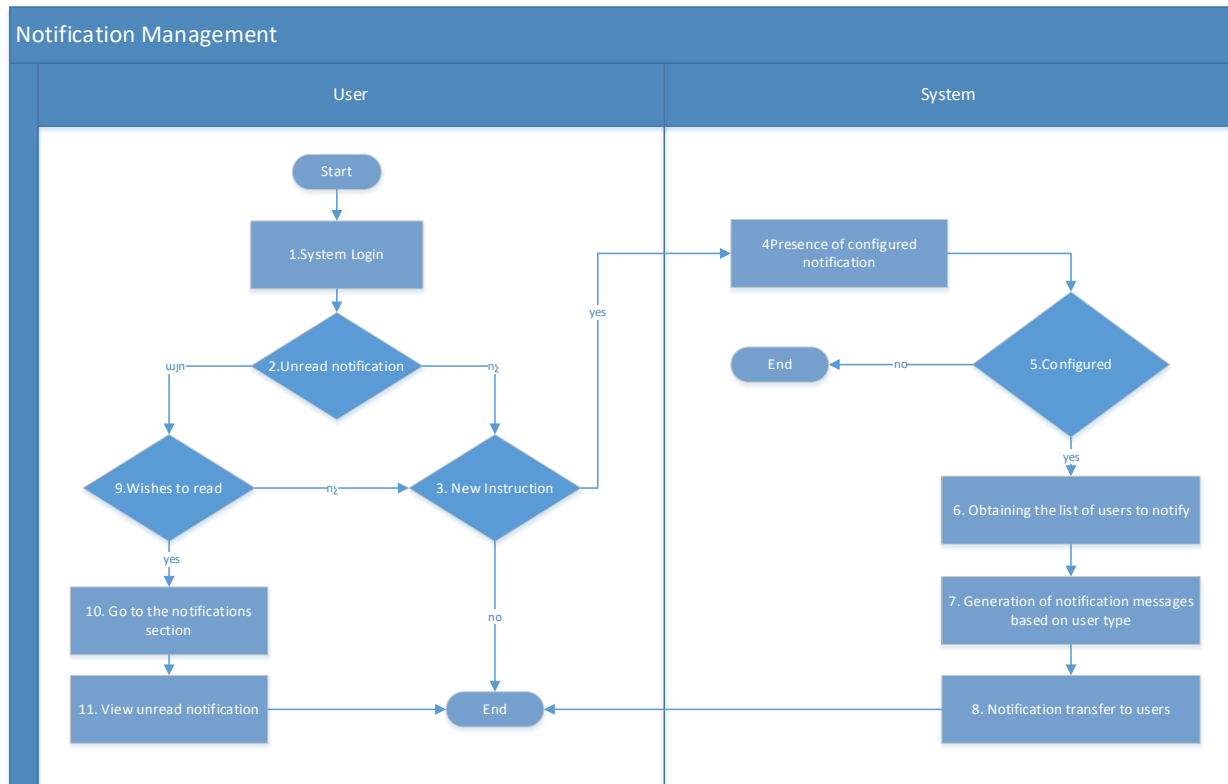 Notification Management
User
System
Start
1.System Login
4Presence of configured
notification
yes
2.Unread notification
այո
ոչ
End
no
5.Configured
yes
9.Wishes to read
ոչ
3. New Instruction
6. Obtaining the list of users to notify
yes
10. Go to the notifications
section
no
7. Generation of notification messages
based on user type
11. View unread notification
End
8. Notification transfer to users